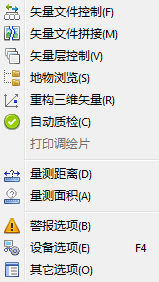 矢量文件控制(F)
矢量文件拼接(M)
矢量层控制(V)
地物浏览(S)
重构三维矢量(R)
自动质检(C)
打印调绘片
量测距离(D)
量测面积(A)
警报选项(B)
设备选项(E) F4
其它选项(O)